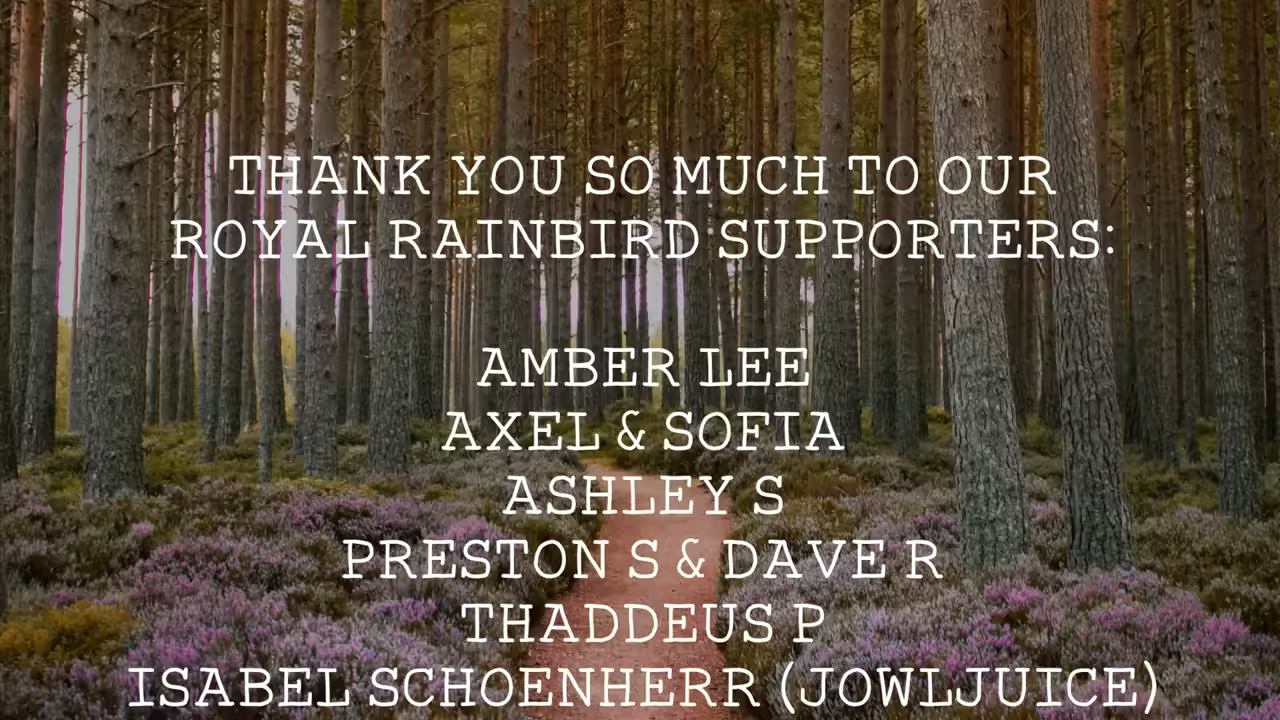 THANK YOU SO MUCH TO OUR
ROYAL RAINBIRD SUPPORTERS:
AMBER LEE
AXEL & SOFIA
ASHLEY S
PRESTON S & DAVE R
THADDEUS P
ISABEL SCHOENHERR (JOWLJUICE)